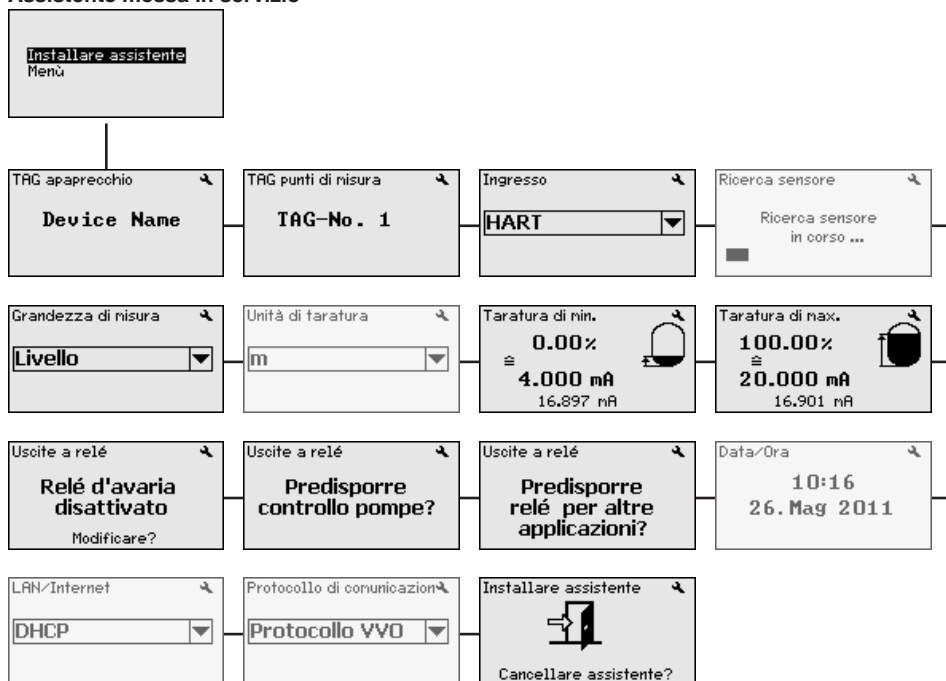 Assistente messa in servizio
Installare assistente
Menù
TAG apaprecchio
Device Name
TAG punti di misura
TAG-No. 1
Ingresso
HART
Ricerca sensore
Ricerca sensore
in corso ...
Grandezza di misura
Livello
Unità di taratura
m
Taratura di min.
0.00%
≙
4.000 mA
16.897 mA
Taratura di max.
100.00%
≙
20.000 mA
16.901 mA
Uscite a relé
Relé d'avaria
disattivato
Modificare?
Uscite a relé
Predisporre
controllo pompe?
Uscite a relé
Predisporre
relé per altre
applicazioni?
Data/Ora
10:16
26.Mag 2011
LAN/Internet
DHCP
Protocollo di comunicazion
Protocollo VVO
Installare assistente
Cancellare assistente?